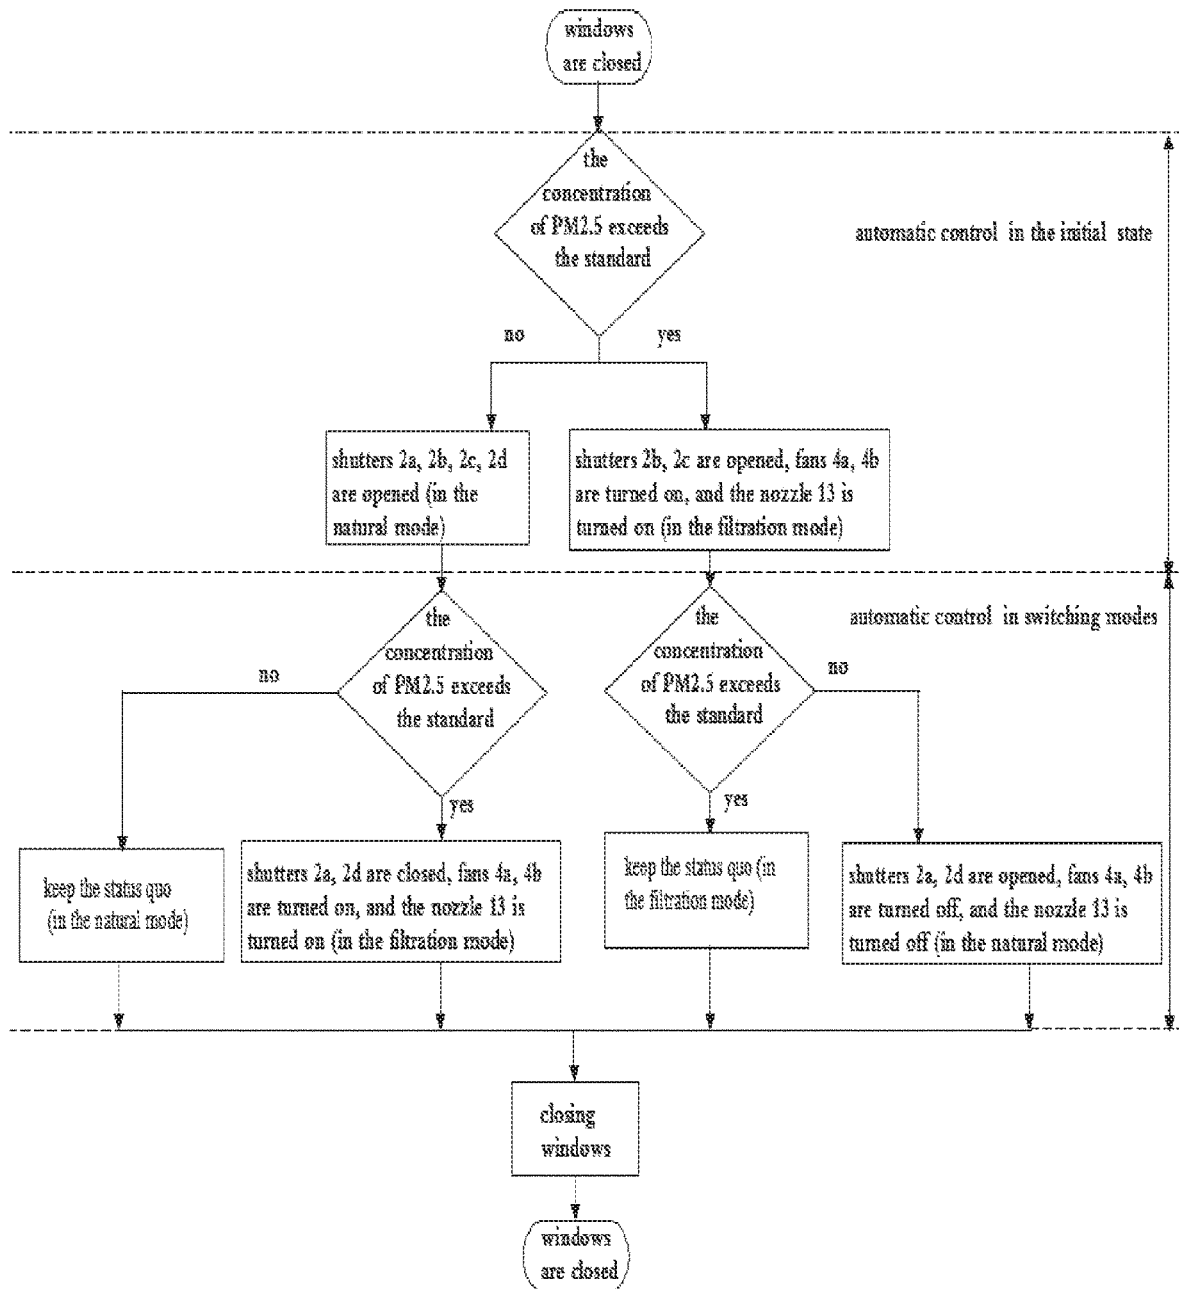 windows
are closed
the
concentration
of PM2.5 exceeds
the standard
automatic control in the initial state
no
yes
shutters 2a, 2b, 2c, 2d
are opened (in the
natural mode)
shutters 2b, 2c are opened, fans 4a, 4b
are turned on, and the nozzle 13 is
turned on (in the filtration mode)
automatic control in switching modes
the
concentration
of PM2.5 exceeds
the standard
no
yes
the
concentration
of PM2.5 exceeds
the standard
no
yes
keep the status quo
(in the natural mode)
shutters 2a, 2d are closed, fans 4a, 4b
are turned on, and the nozzle 13 is
turned on (in the filtration mode)
keep the status quo (in
the filtration mode)
shutters 2a, 2d are opened, fans 4a, 4b
are turned off, and the nozzle 13 is
turned off (in the natural mode)
closing
windows
windows
are closed